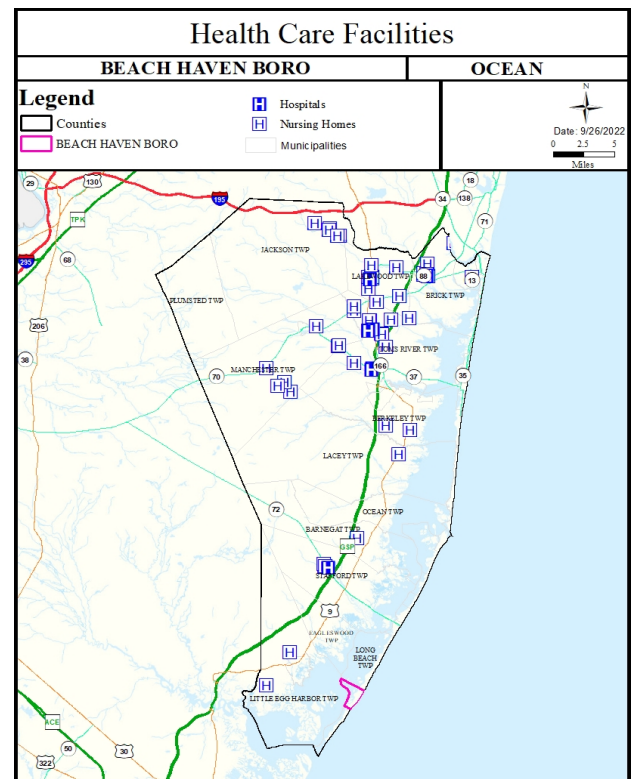 Health Care Facilities
BEACH HAVEN BORO
OCEAN
Legend
Counties
BEACH HAVEN BORO
H Hospitals
H Nursing Homes
Municipalities
N
Date: 9/26/2022
0 2.5 5
Miles
29
130
195
18
34
138
71
TPK
JACKSON TWP
295
68
LAKEWOOD TWP
88
13
PLUMSTED TWP
BRICK TWP
206
TOMS RIVER TWP
38
MANCHESTER TWP
166
70
37
35
BERKELEY TWP
LACEY TWP
72
OCEAN TWP
BARNEGAT TWP
GSP
STAFFORD TWP
9
EAGLESWOOD
TWP
LONG
BEACH
TWP
LITTLE EGG HARBOR TWP
ACE
50
30
322